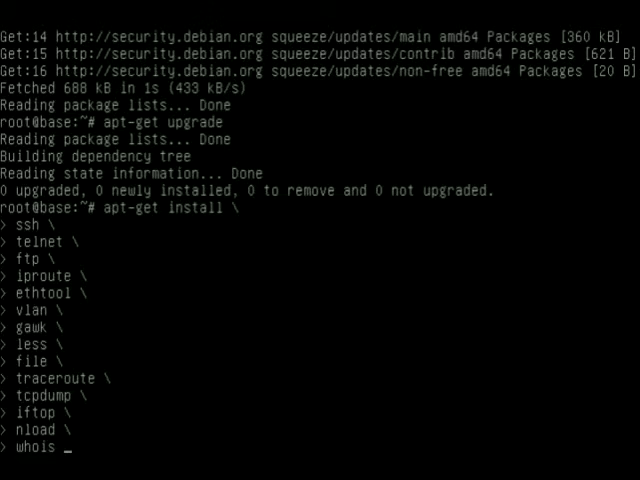 Get:14 http://security.debian.org squeeze/updates/main amd64 Packages [360 kB]
Get:15 http://security.debian.org squeeze/updates/contrib amd64 Packages [621 B]
Get:16 http://security.debian.org squeeze/updates/non-free amd64 Packages [20 B]
Fetched 688 kB in 1s (433 kB/s)
Reading package lists... Done
root@base:~# apt-get upgrade
Reading package lists... Done
Building dependency tree
Reading state information... Done
0 upgraded, 0 newly installed, 0 to remove and 0 not upgraded.
root@base:~# apt-get install \
> ssh \
> telnet \
> ftp \
> iproute \
> ethtool \
> vlan \
> gawk \
> less \
> file \
> traceroute \
> tcpdump \
> iftop \
> nload \
> whois _